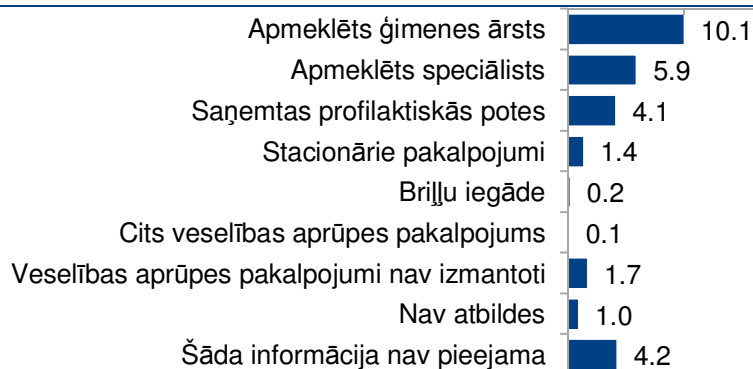 Apmeklēts ģimenes ārsts 10.1
Apmeklēts speciālists 5.9
Saņemtas profilaktiskās potes 4.1
Stacionārie pakalpojumi 1.4
Briļļu iegāde 0.2
Cits veselības aprūpes pakalpojums 0.1
Veselības aprūpes pakalpojumi nav izmantoti 1.7
Nav atbildes 1.0
Šāda informācija nav pieejama 4.2